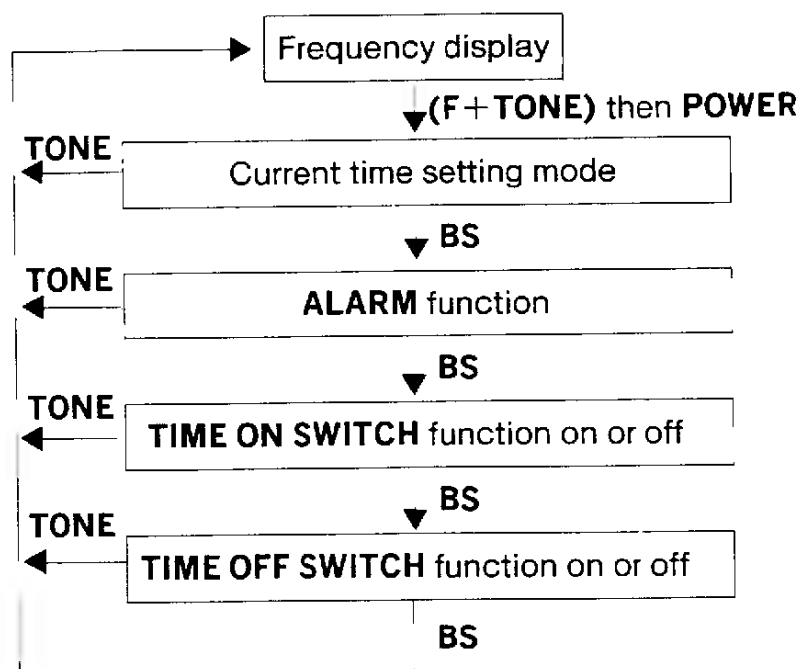 Frequency display
(F+TONE) then POWER
TONE
Current time setting mode
BS
TONE
ALARM function
BS
TONE
TIME ON SWITCH function on or off
BS
TONE
TIME OFF SWITCH function on or off
BS